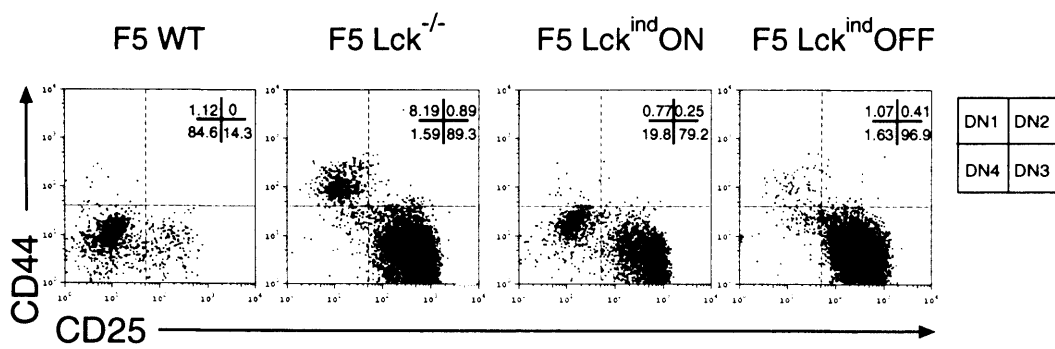 F5 WT
F5 Lck-/-
F5 LckindON
F5 LckindOFF
1.12 0
84.6 14.3
8.19 0.89
1.59 89.3
0.77 0.25
19.8 79.2
1.07 0.41
1.63 96.9
DN1 DN2
DN4 DN3
CD44
CD25